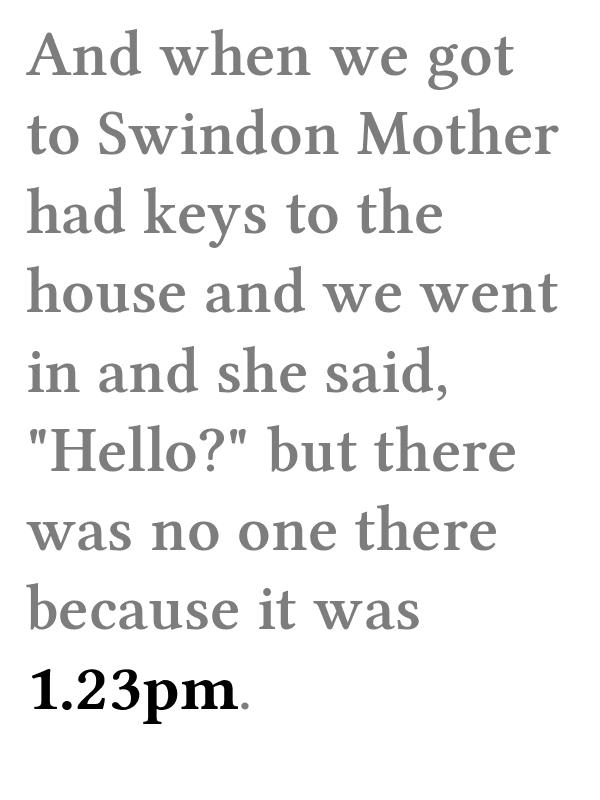 And when we got
to Swindon Mother
had keys to the
house and we went
in and she said,
"Hello?" but there
was no one there
because it was
1.23pm.